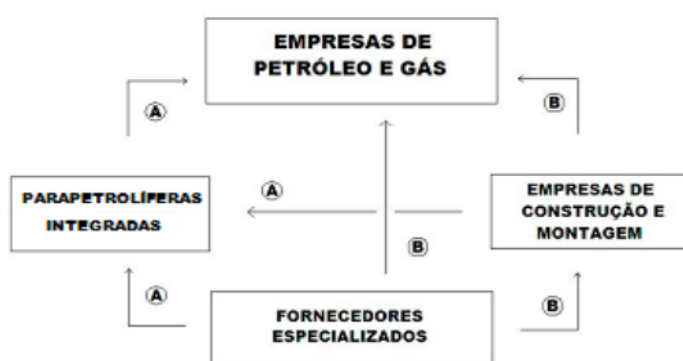 EMPRESAS DE
PETRÓLEO E GÁS
A
B
PARAPETROLÍFERAS
INTEGRADAS
A
EMPRESAS DE
CONSTRUÇÃO E
MONTAGEM
B
A
FORNECEDORES
ESPECIALIZADOS
B